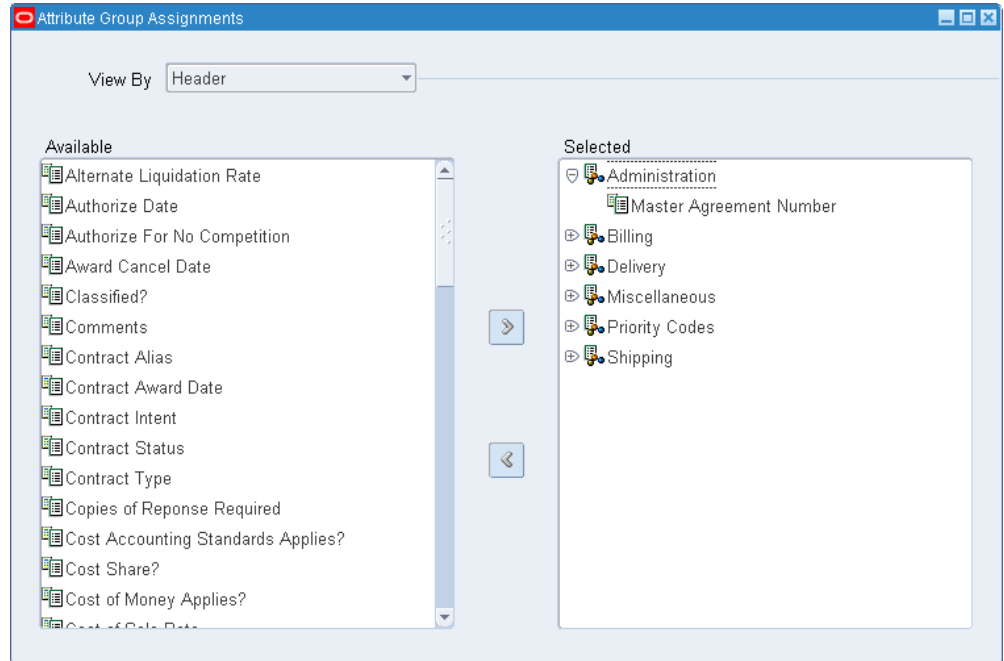 Attribute Group Assignments
View By Header
Available
Alternate Liquidation Rate
Authorize Date
Authorize For No Competition
Award Cancel Date
Classified?
Comments
Contract Alias
Contract Award Date
Contract Intent
Contract Status
Contract Type
Copies of Reponse Required
Cost Accounting Standards Applies?
Cost Share?
Cost of Money Applies?
Selected
Administration
Master Agreement Number
Billing
Delivery
Miscellaneous
Priority Codes
Shipping